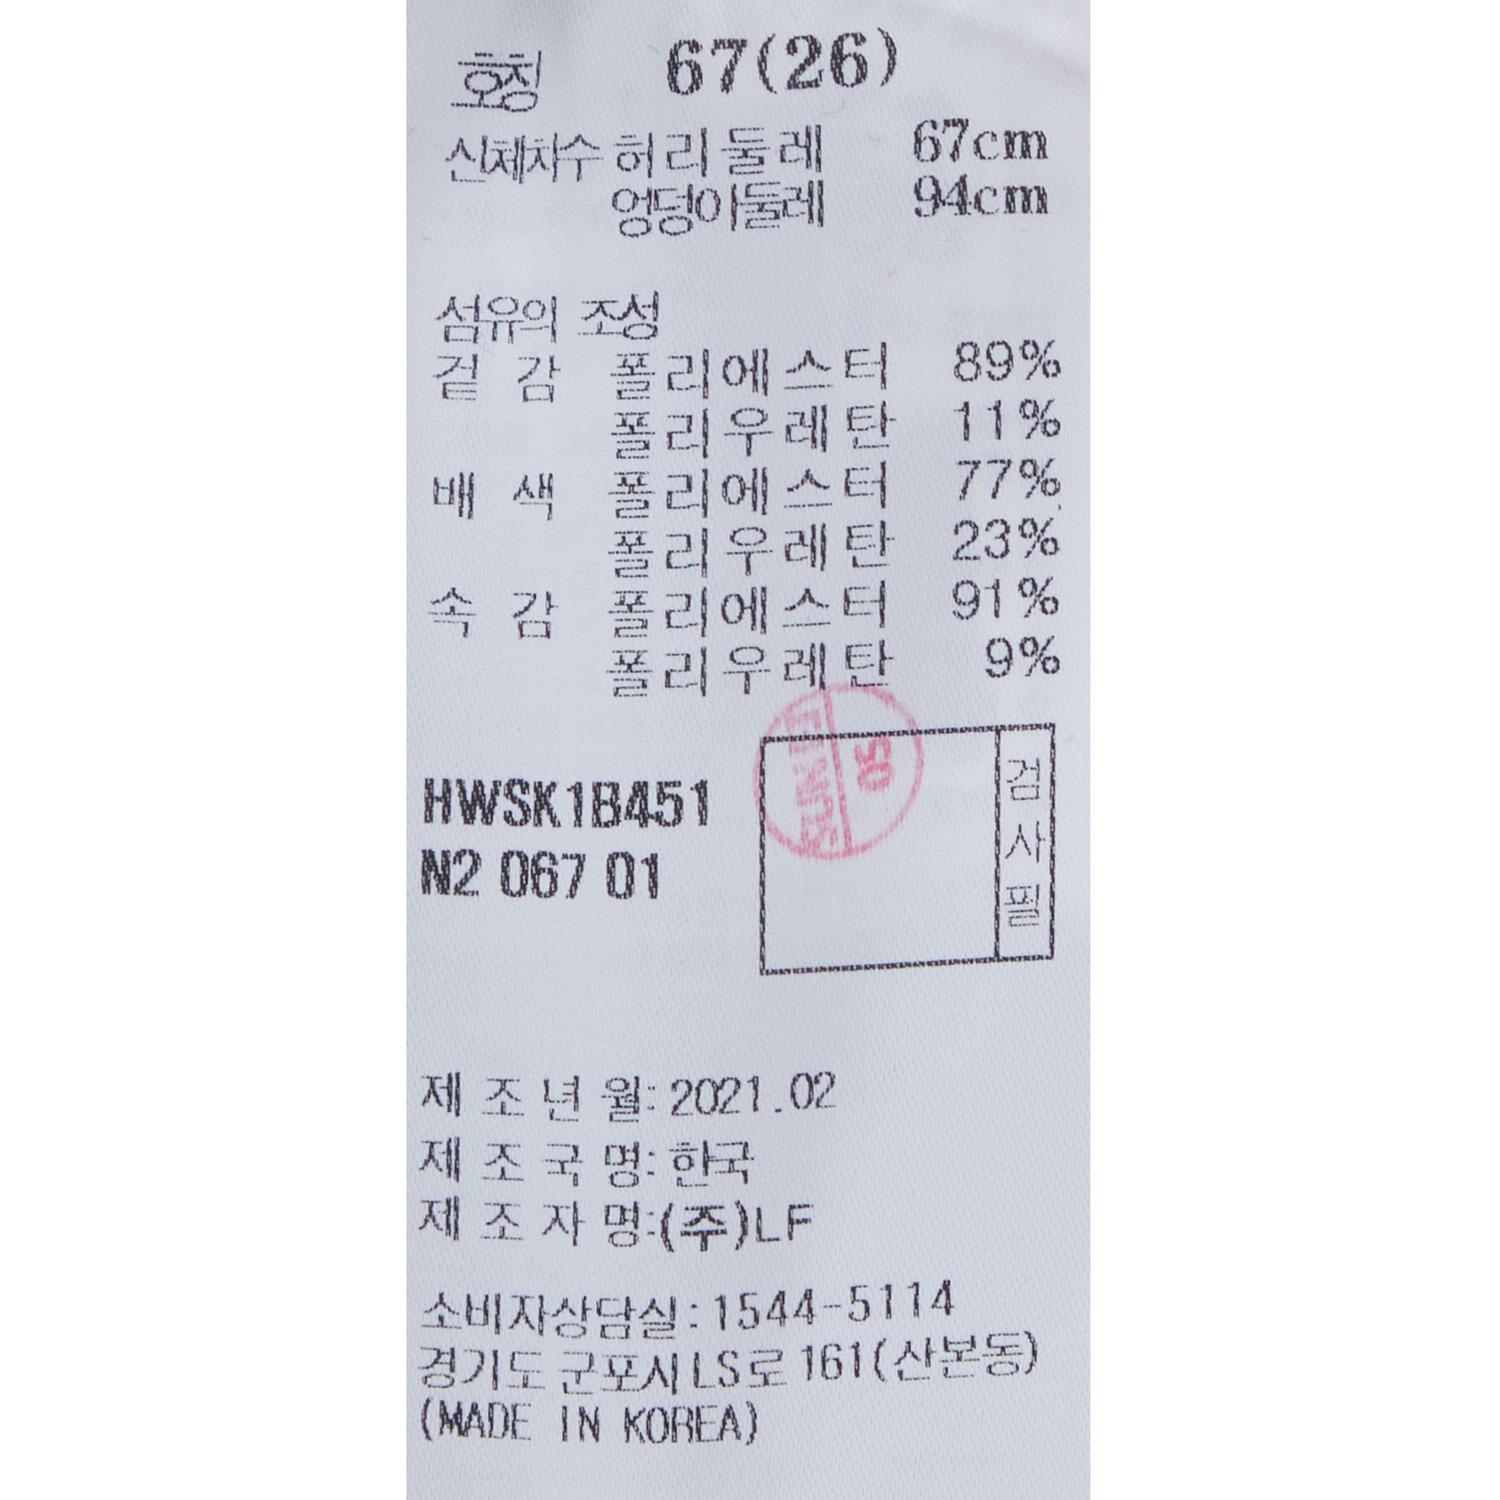 호칭 67(26)
신체치수 허리둘레 67cm
엉덩이둘레 94cm
섬유의 조성
겉 감 폴리에스터 89%
폴리우레탄 11%
배 색 폴리에스터 77%
폴리우레탄 23%
속 감 폴리에스터 91%
폴리우레탄 9%
HWSK1B451
N2 067 01
검사필
05
제조년월: 2021.02
제조국명: 한국
제조자명:(주)LF
소비자상담실: 1544-5114
경기도 군포시 LS로 161(산본동)
(MADE IN KOREA)